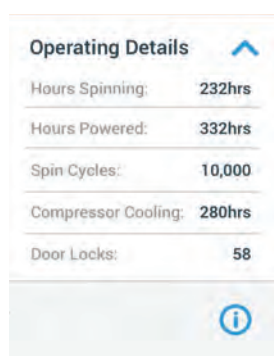 Operating Details
Hours Spinning: 232hrs
Hours Powered: 332hrs
Spin Cycles: 10,000
Compressor Cooling: 280hrs
Door Locks: 58